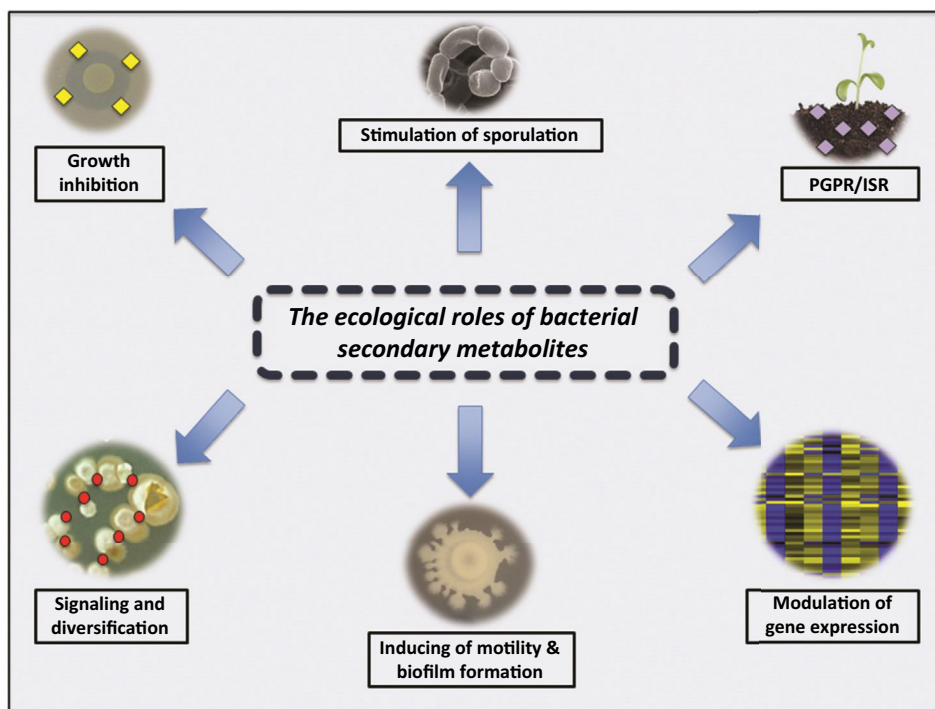 Growth
inhibition
Stimulation of sporulation
PGPR/ISR
The ecological roles of bacterial
secondary metabolites
Signaling and
diversification
Inducing of motility &
biofilm formation
Modulation of
gene expression